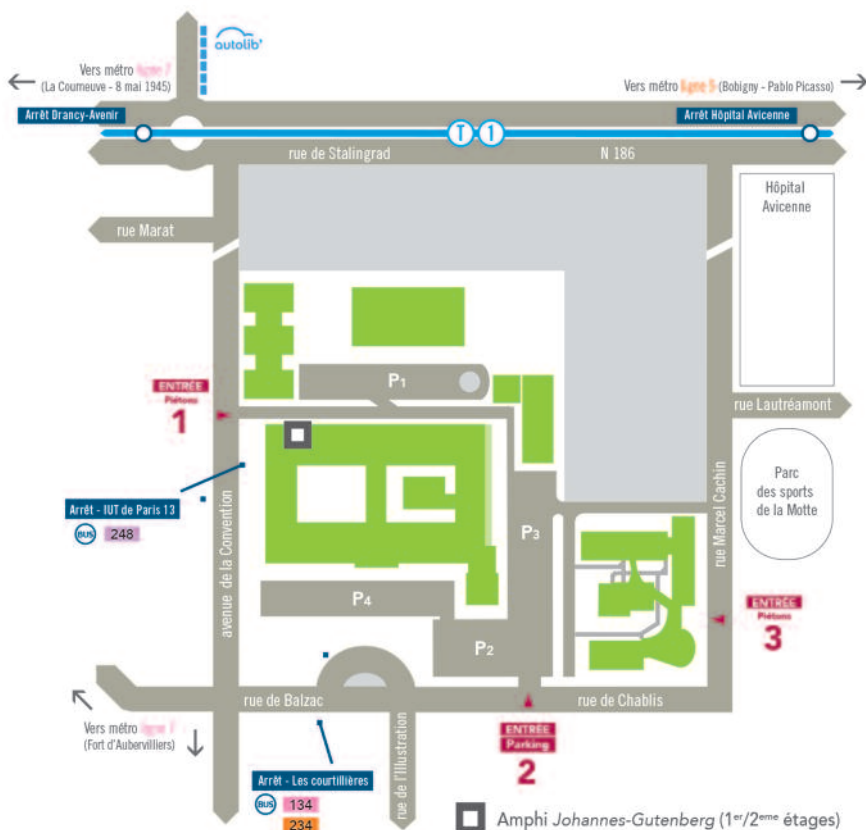 autolib'
Vers métro ligne 7
(La Courneuve - 8 mai 1945)
Vers métro ligne 5 (Bobigny - Pablo Picasso)
Arrêt Drancy-Avenir
Arrêt Hôpital Avicenne
T 1
rue de Stalingrad
N 186
Hôpital
Avicenne
rue Marat
P1
ENTRÉE
Piétons
1
rue Lautréamont
Parc
des sports
de la Motte
rue Marcel Cachin
Arrêt - IUT de Paris 13
BUS 248
avenue de la Convention
P3
P4
ENTRÉE
Piétons
3
P2
rue de Balzac
rue de Chablis
Vers métro
(Fort d'Aubervilliers)
rue de l'Illustration
ENTRÉE
Parking
2
Arrêt - Les courtillières
BUS 134
234
Amphi Johannes-Gutenberg (1er/2eme étages)